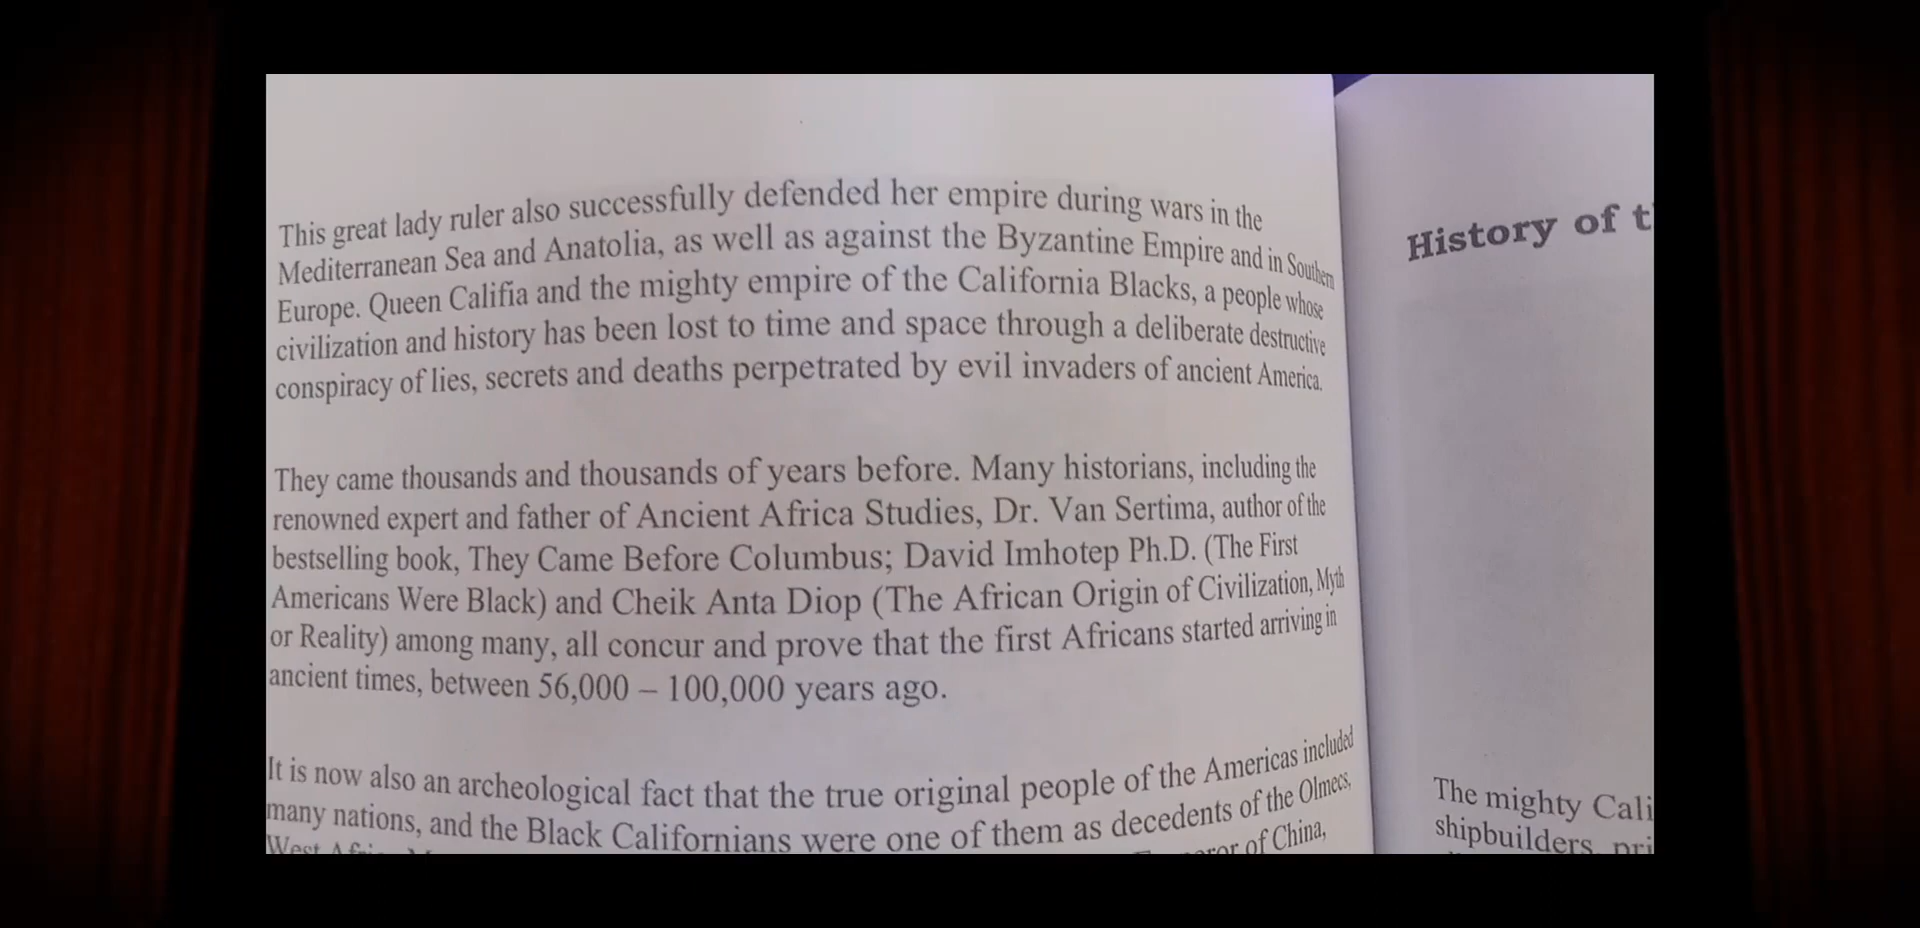 This great lady ruler also successfully defended her empire during wars in the
Mediterranean Sea and Anatolia, as well as against the Byzantine Empire and in Southern
Europe. Queen Califia and the mighty empire of the California Blacks, a people whose
civilization and history has been lost to time and space through a deliberate destructive
conspiracy of lies, secrets and deaths perpetrated by evil invaders of ancient America.
They came thousands and thousands of years before. Many historians, including the
renowned expert and father of Ancient Africa Studies, Dr. Van Sertima, author of the
bestselling book, They Came Before Columbus; David Imhotep Ph.D. (The First
Americans Were Black) and Cheik Anta Diop (The African Origin of Civilization, Myth
or Reality) among many, all concur and prove that the first Africans started arriving in
ancient times, between 56,000 – 100,000 years ago.
It is now also an archeological fact that the true original people of the Americas included
many nations, and the Black Californians were one of them as decedents of the Olmecs,
West of China,
History of t
The mighty Cali
shipbuilders, pri